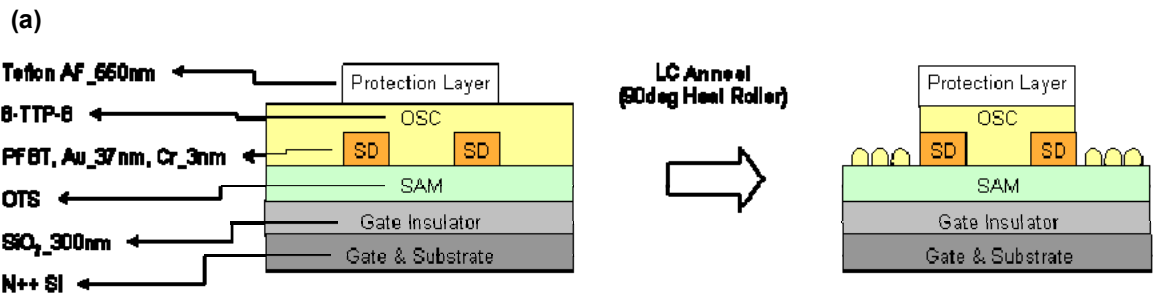 (a)
Teflon
8-TTP-8
PFBT, Au_37nm, Cr_3nm
OTS
SiO₂_300nm
N++ Si
Protection Layer
OSC
SD SD
SAM
Gate Insulator
Gate & Substrate
LC Anneal
(90deg Heat Roller)
Protection Layer
OSC
SD SD
SAM
Gate Insulator
Gate & Substrate